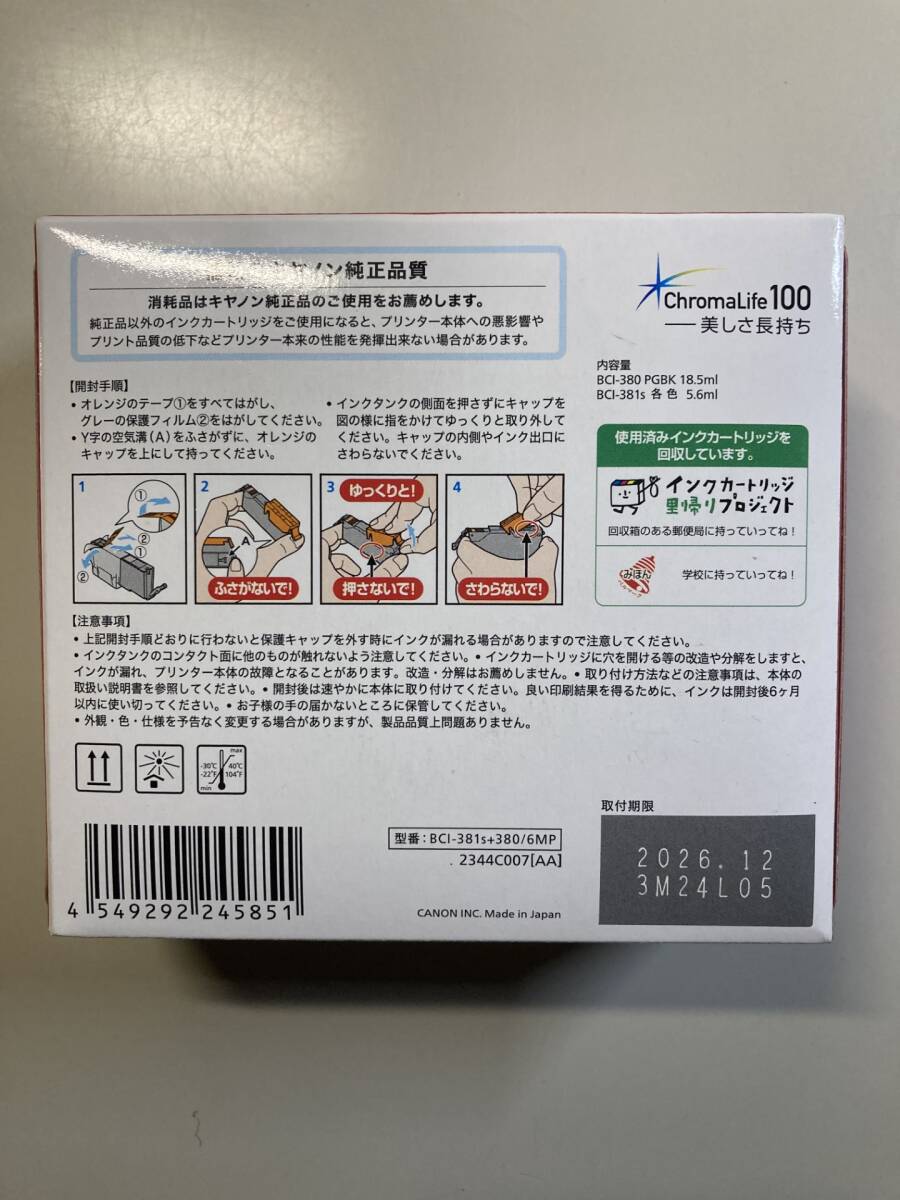 キヤノン純正品質
消耗品はキヤノン純正品のご使用をお薦めします。
純正品以外のインクカートリッジをご使用になると、プリンター本体への悪影響や
プリント品質の低下などプリンター本来の性能を発揮出来ない場合があります。
ChromaLife100
美しさ長持ち
内容量
BCI-380 PGBK 18.5ml
BCI-381s 各色 5.6ml
【開封手順】
・オレンジのテープ①をすべてはがし、
グレーの保護フィルム②をはがしてください。
・Y字の空気溝(A)をふさがずに、オレンジの
キャップを上にして持ってください。
・インクタンクの側面を押さずにキャップを
図の様に指をかけてゆっくりと取り外して
ください。キャップの内側やインク出口に
さわらないでください。
使用済みインクカートリッジを
回収しています。
インクカートリッジ
里帰りプロジェクト
回収箱のある郵便局に持っていってね!
みほん
ベルマーク
学校に持っていってね!
1
①
②
①
②
2
A
ふさがないで!
3
ゆっくりと!
押さないで!
4
さわらないで!
【注意事項】
・上記開封手順どおりに行わないと保護キャップを外す時にインクが漏れる場合がありますので注意してください。
・インクタンクのコンタクト面に他のものが触れないよう注意してください。・インクカートリッジに穴を開ける等の改造や分解をしますと、
インクが漏れ、プリンター本体の故障となることがあります。改造・分解はお薦めしません。・取り付け方法などの注意事項は、本体の
取扱い説明書を参照してください。・開封後は速やかに本体に取り付けてください。良い印刷結果を得るために、インクは開封後6ヶ月
以内に使い切ってください。・お子様の手の届かないところに保管してください。
・外観・色・仕様を予告なく変更する場合がありますが、製品品質上問題ありません。
max
-30℃ 40℃
-22°F 104°F
min
取付期限
2026.12
3M24L05
型番:BCI-381s+380/6MP
2344C007[AA]
4 549292 245851
CANON INC. Made in Japan